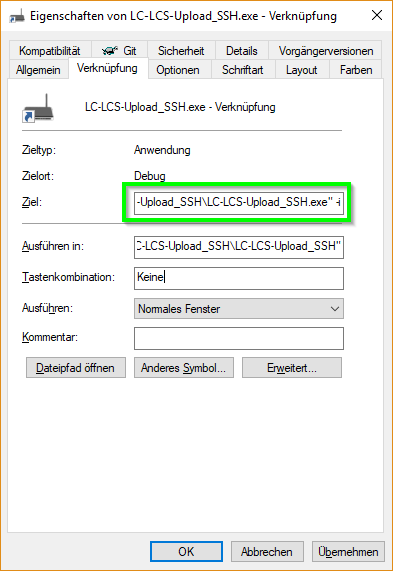 Eigenschaften von LC-LCS-Upload_SSH.exe - Verknüpfung
Kompatibilität Git Sicherheit Details Vorgängerversionen
Allgemein Verknüpfung Optionen Schriftart Layout Farben
LC-LCS-Upload_SSH.exe - Verknüpfung
Zieltyp: Anwendung
Zielort: Debug
Ziel: -Upload_SSH\LC-LCS-Upload_SSH.exe" -i
Ausführen in: C-LCS-Upload_SSH\LC-LCS-Upload_SSH"
Tastenkombination: Keine
Ausführen: Normales Fenster
Kommentar:
Dateipfad öffnen Anderes Symbol... Erweitert...
OK Abbrechen Übernehmen